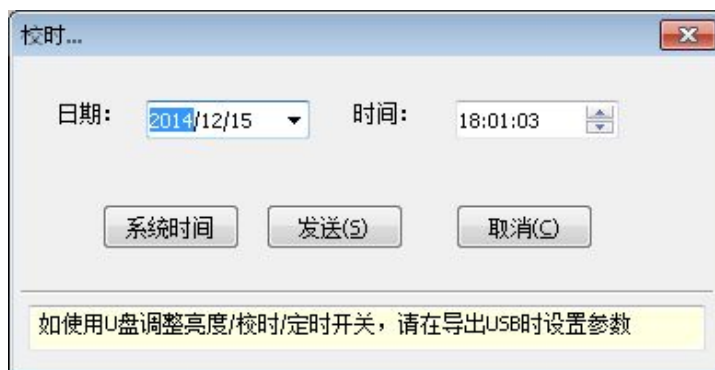 校时...
日期: 2014/12/15 时间: 18:01:03
系统时间 发送(S) 取消(C)
如使用U盘调整亮度/校时/定时开关，请在导出USB时设置参数